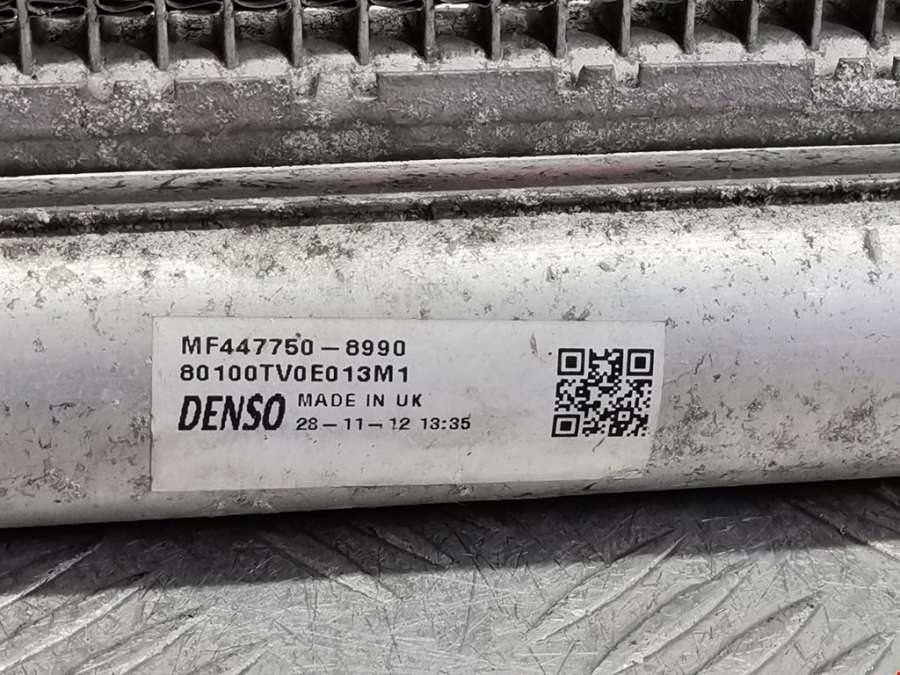 MF447750-8990
80100TV0E013M1
DENSO MADE IN UK
28-11-12 13:35